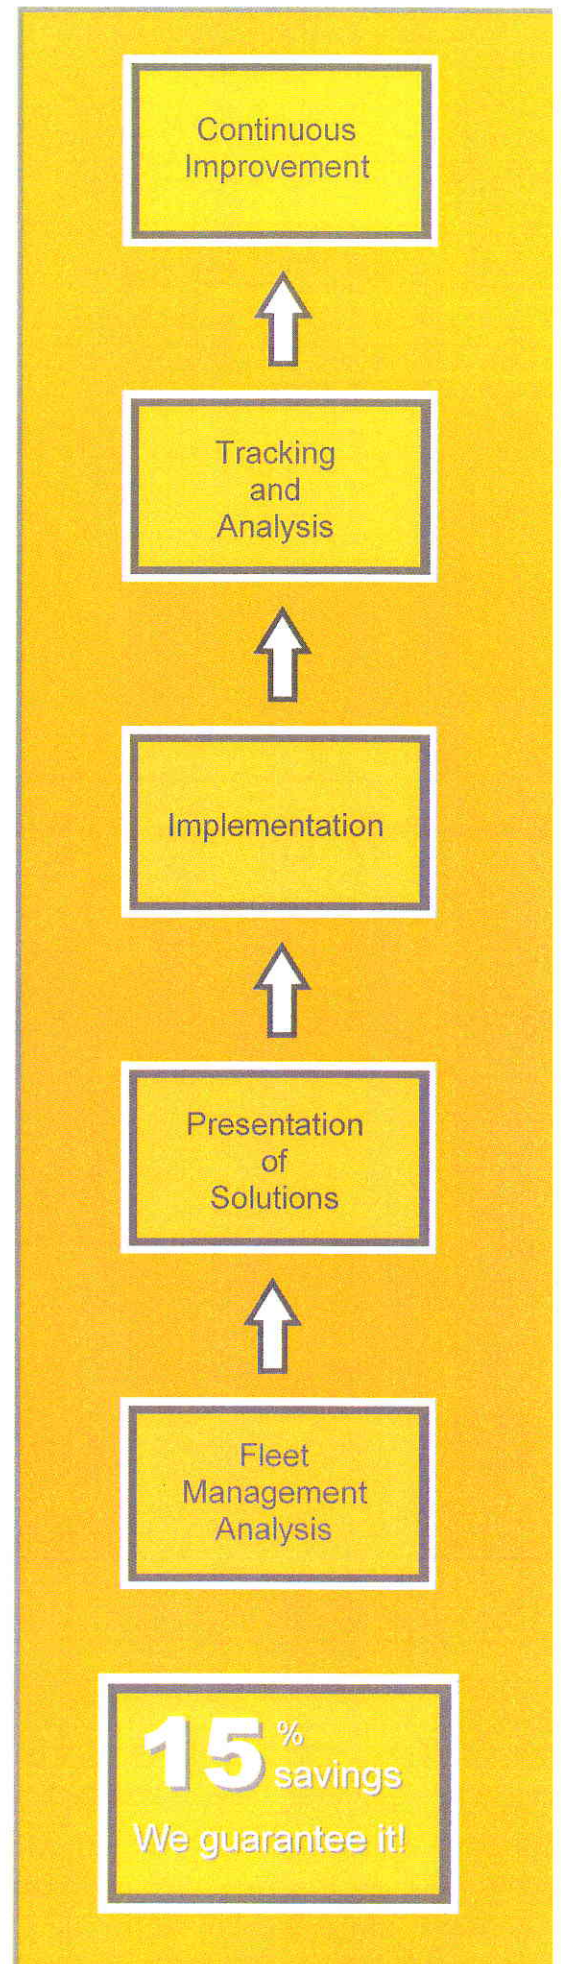 Continuous
Improvement
Tracking
and
Analysis
Implementation
Presentation
of
Solutions
Fleet
Management
Analysis
15 %
savings
We guarantee it!